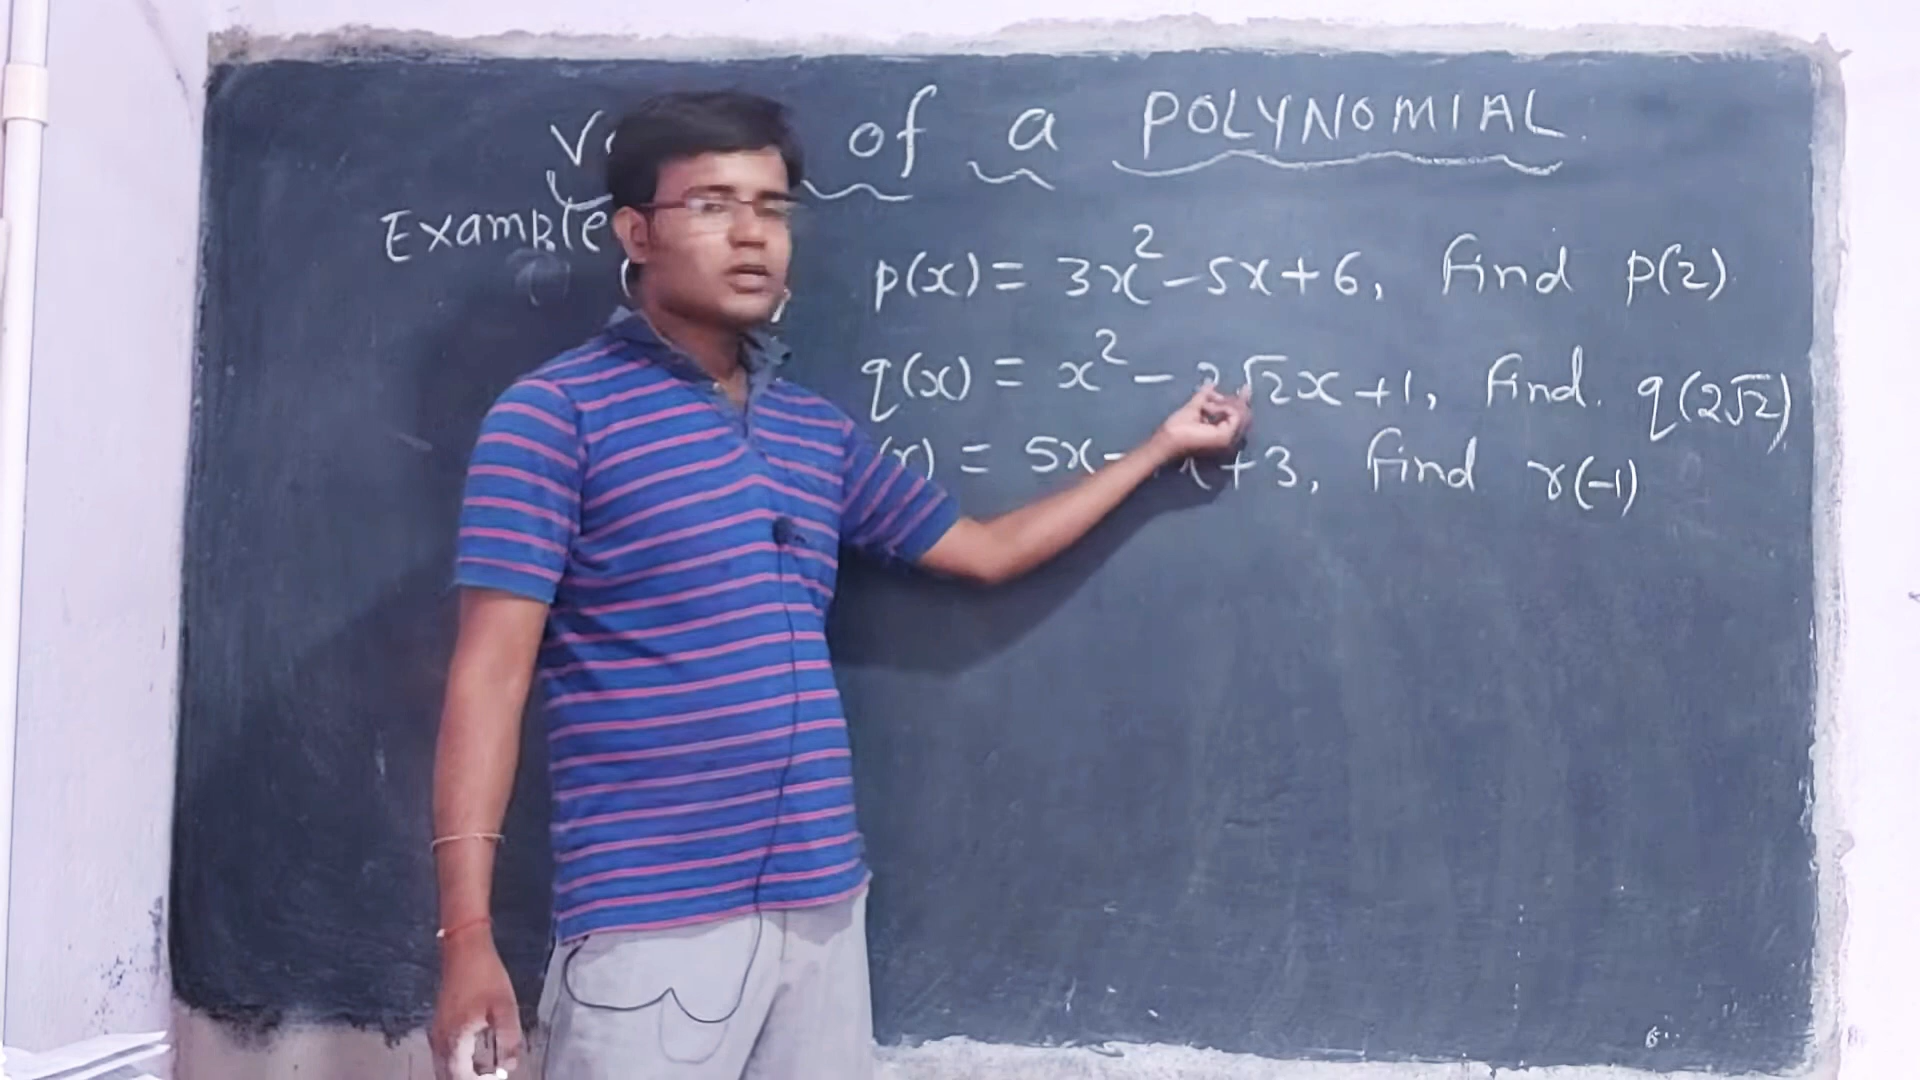 of a POLYNOMIAL
Example
p(x) = 3x² - 5x + 6, find p(2)
q(x) = x² - 2√2x + 1, find. q(2√2)
= 5x - +3, find r(-1)